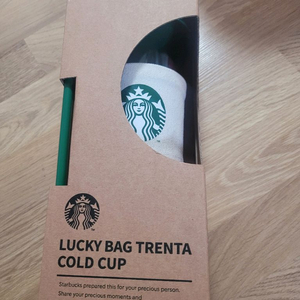 LUCKY BAG TRENTA
COLD CUP
Starbucks prepared this for your precious person.
Share your precious moments and